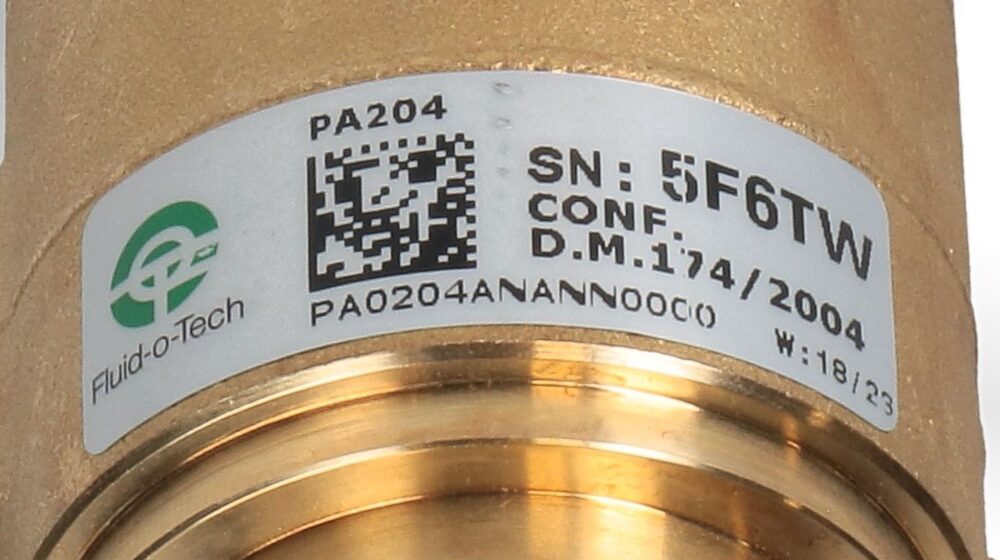 Fluid-o-Tech
PA204
PA0204ANANN0000
SN: 5F6TW
CONF.
D.M.174/2004
W:18/23